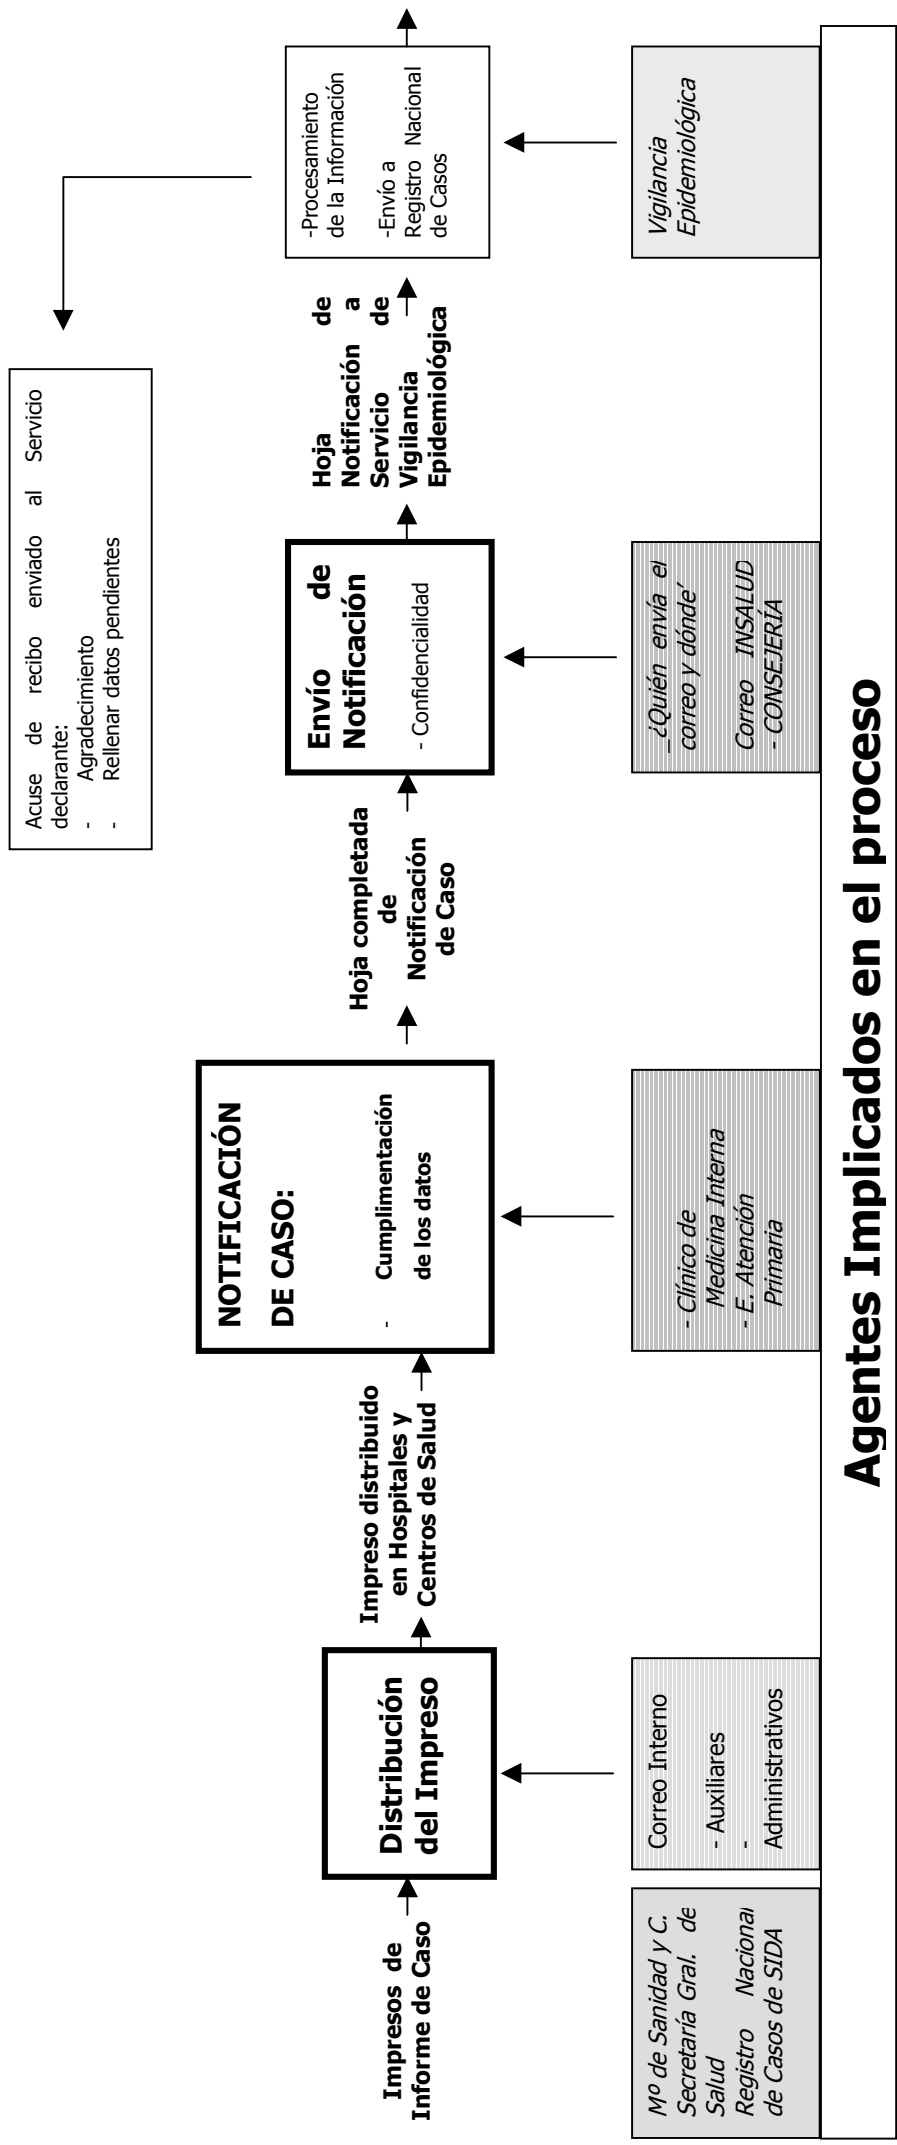 Acuse de recibo enviado al Servicio
declarante:
- Agradecimiento
- Rellenar datos pendientes
Impresos de
Informe de Caso
Distribución
del Impreso
Impreso distribuido
en Hospitales y
Centros de Salud
NOTIFICACIÓN
DE CASO:
- Cumplimentación
de los datos
Hoja completada
de
Notificación
de Caso
Envío de
Notificación
- Confidencialidad
Hoja de
Notificación a
Servicio de
Vigilancia
Epidemiológica
-Procesamiento
de la Información
-Envío a
Registro Nacional
de Casos
Mº de Sanidad y C.
Secretaría Gral. de
Salud
Registro Nacional
de Casos de SIDA
Correo Interno
- Auxiliares
-
Administrativos
- Clínico de
Medicina Interna
- E. Atención
Primaria
_¿Quién envía el
correo y dónde´
Correo INSALUD
- CONSEJERÍA
Vigilancia
Epidemiológica
Agentes Implicados en el proceso